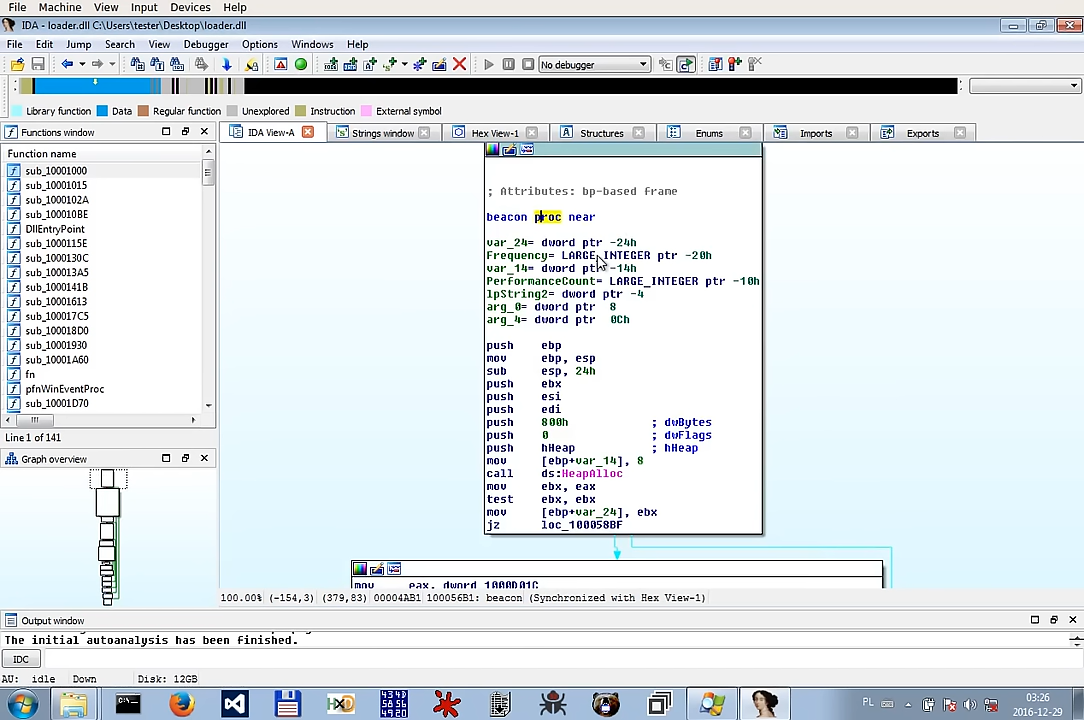 File Machine View Input Devices Help
IDA - loader.dll C:\Users\tester\Desktop\loader.dll
File Edit Jump Search View Debugger Options Windows Help
No debugger
Library function Data Regular function Unexplored Instruction External symbol
Functions window
IDA View-A Strings window Hex View-1 Structures Enums Imports Exports
Function name
sub_10001000
sub_10001015
sub_1000102A
sub_100010BE
DllEntryPoint
sub_1000115E
sub_1000130C
sub_100013A5
sub_1000141B
sub_10001613
sub_100017C5
sub_100018D0
sub_10001930
sub_10001A60
fn
pfnWinEventProc
sub_10001D70
Line 1 of 141
Graph overview
; Attributes: bp-based frame
beacon proc near
var_24= dword ptr -24h
Frequency= LARGE_INTEGER ptr -20h
var_14= dword ptr -14h
PerformanceCount= LARGE_INTEGER ptr -10h
lpString2= dword ptr -4
arg_0= dword ptr 8
arg_4= dword ptr 0Ch
push ebp
mov ebp, esp
sub esp, 24h
push ebx
push esi
push edi
push 800h ; dwBytes
push 0 ; dwFlags
push hHeap ; hHeap
mov [ebp+var_14], 8
call ds:HeapAlloc
mov ebx, eax
test ebx, ebx
mov [ebp+var_24], ebx
jz loc_100058BF
mov eax, dword_1000D01C
100.00% (-154,3) (379,83) 00004AB1 100056B1: beacon (Synchronized with Hex View-1)
Output window
The initial autoanalysis has been finished.
IDC
AU: idle Down Disk: 12GB
PL
03:26
2016-12-29